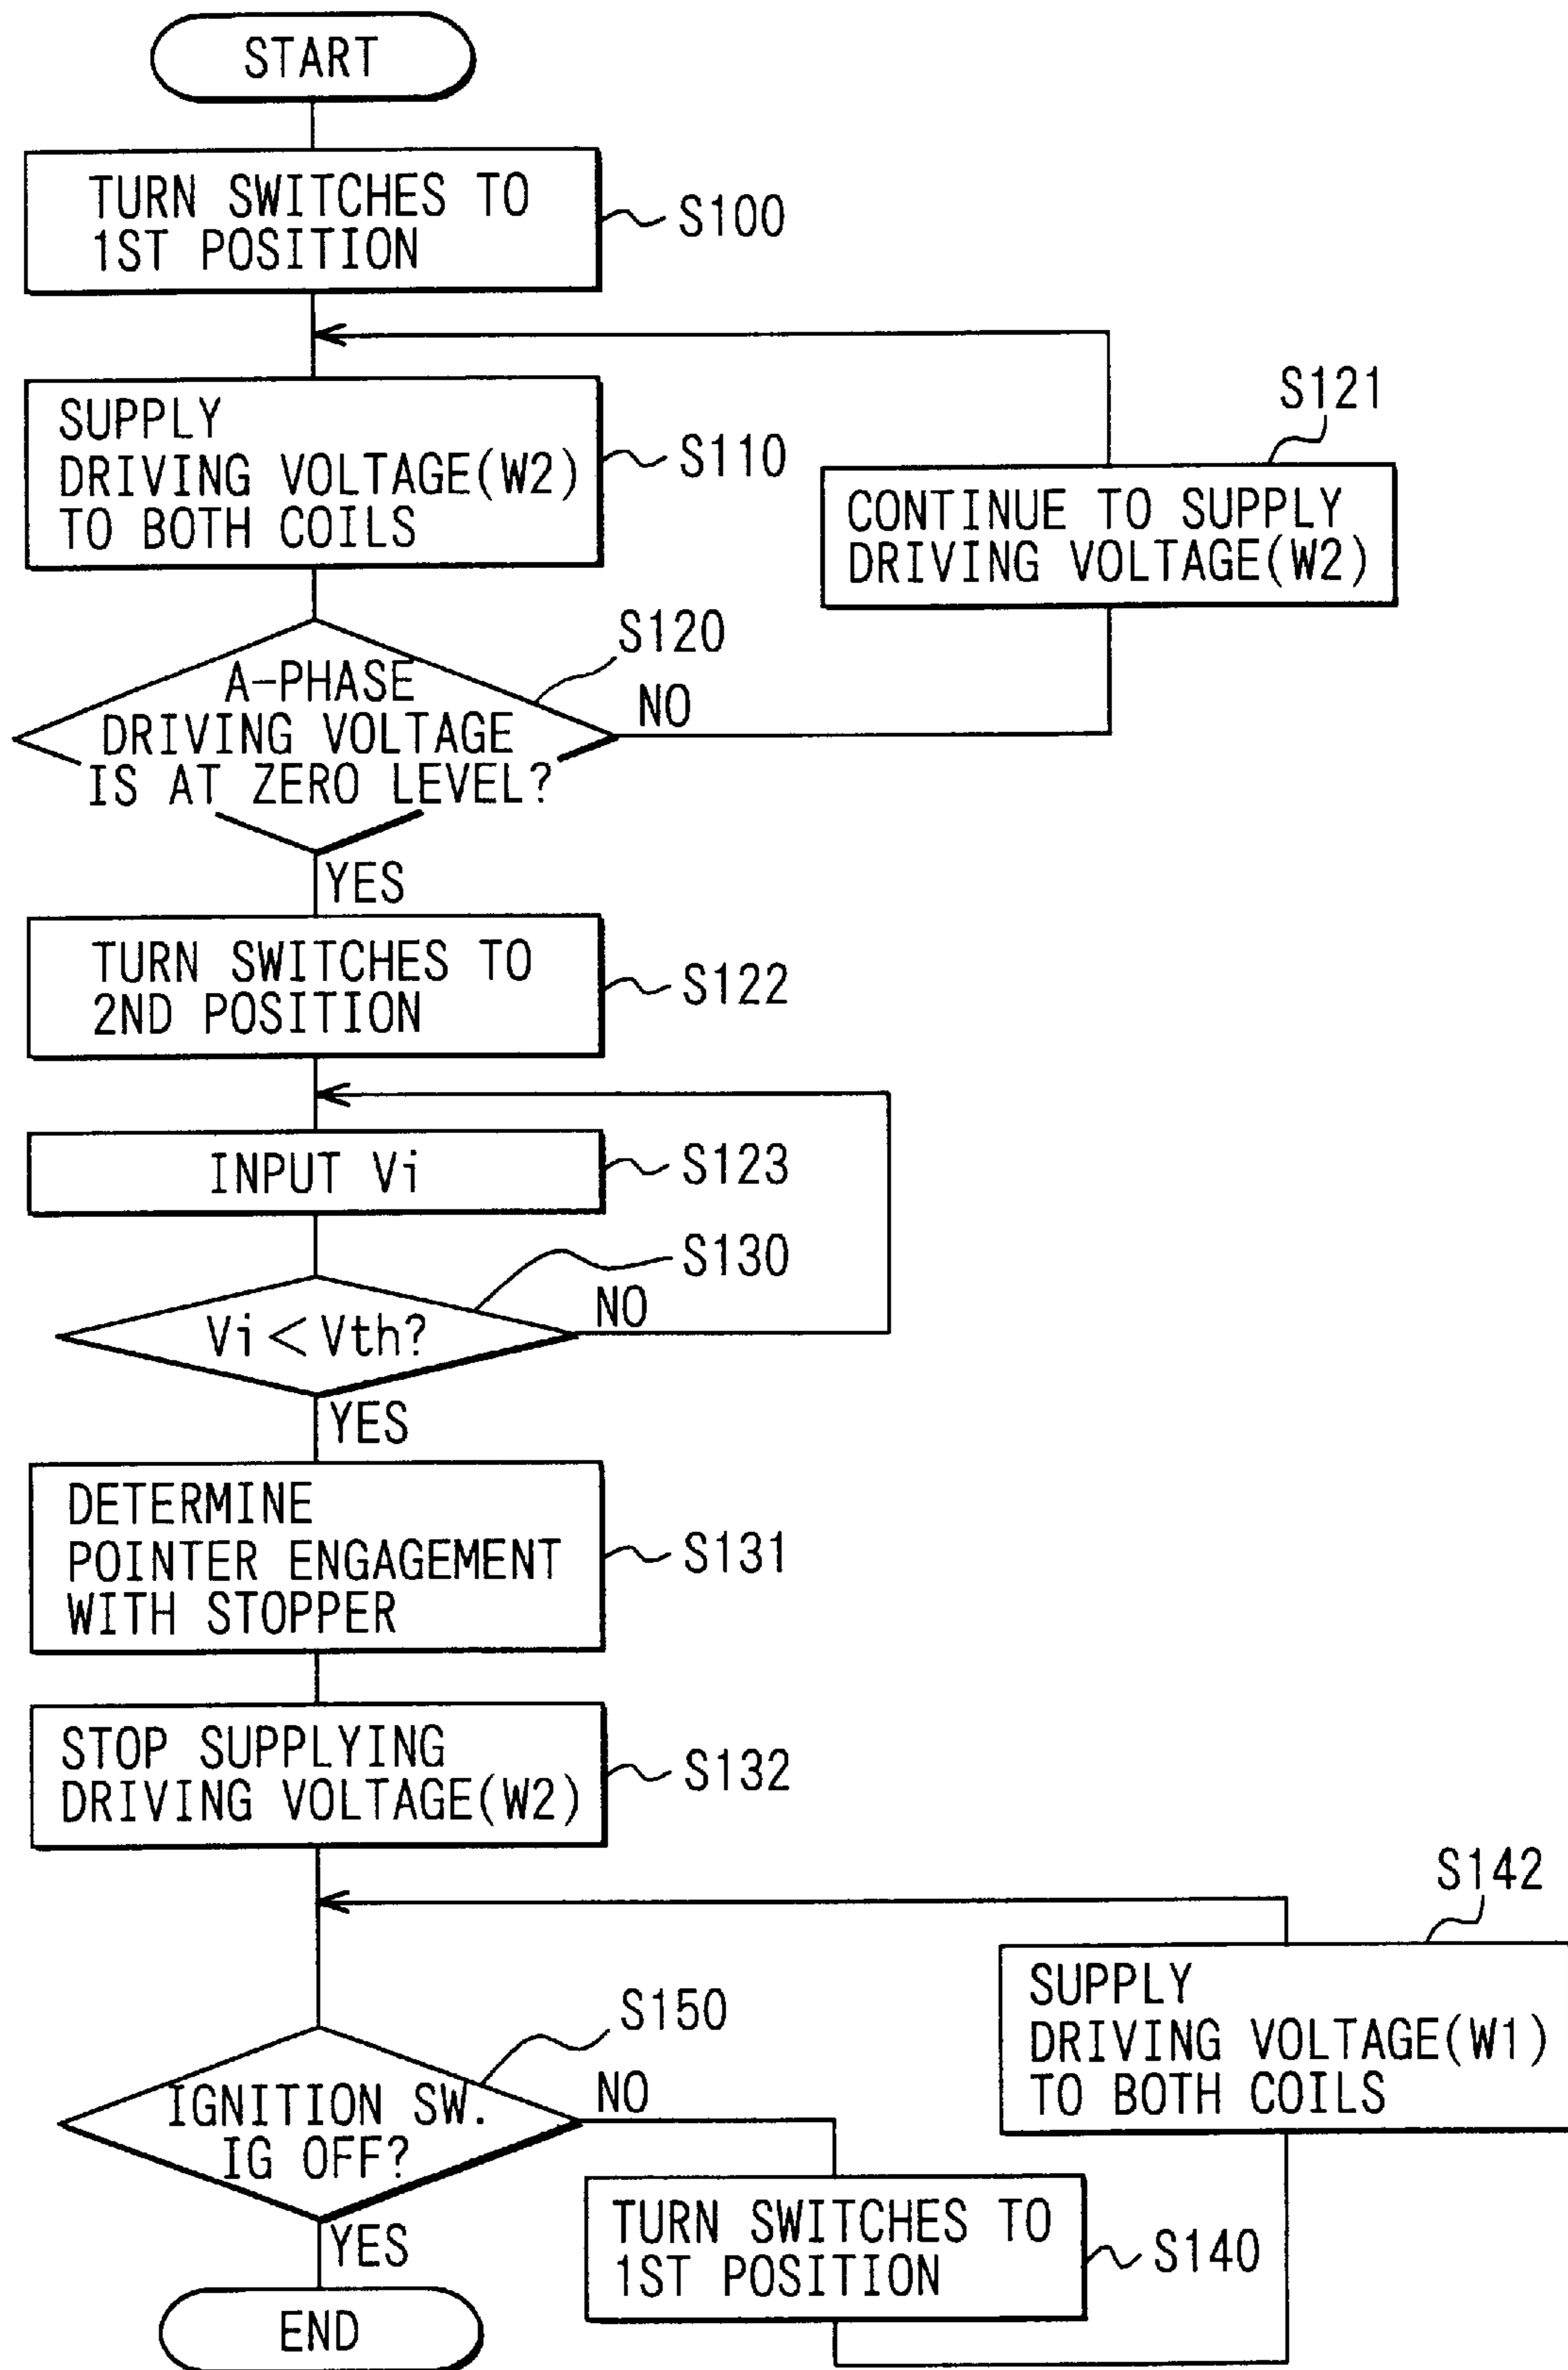 START
TURN SWITCHES TO
1ST POSITION
S100
SUPPLY
DRIVING VOLTAGE(W2)
TO BOTH COILS
S110
S121
CONTINUE TO SUPPLY
DRIVING VOLTAGE(W2)
S120
A-PHASE
DRIVING VOLTAGE
IS AT ZERO LEVEL?
NO
YES
TURN SWITCHES TO
2ND POSITION
S122
INPUT Vi
S123
S130
Vi<Vth?
NO
YES
DETERMINE
POINTER ENGAGEMENT
WITH STOPPER
S131
STOP SUPPLYING
DRIVING VOLTAGE(W2)
S132
S142
SUPPLY
DRIVING VOLTAGE(W1)
TO BOTH COILS
S150
IGNITION SW.
IG OFF?
NO
YES
TURN SWITCHES TO
1ST POSITION
S140
END